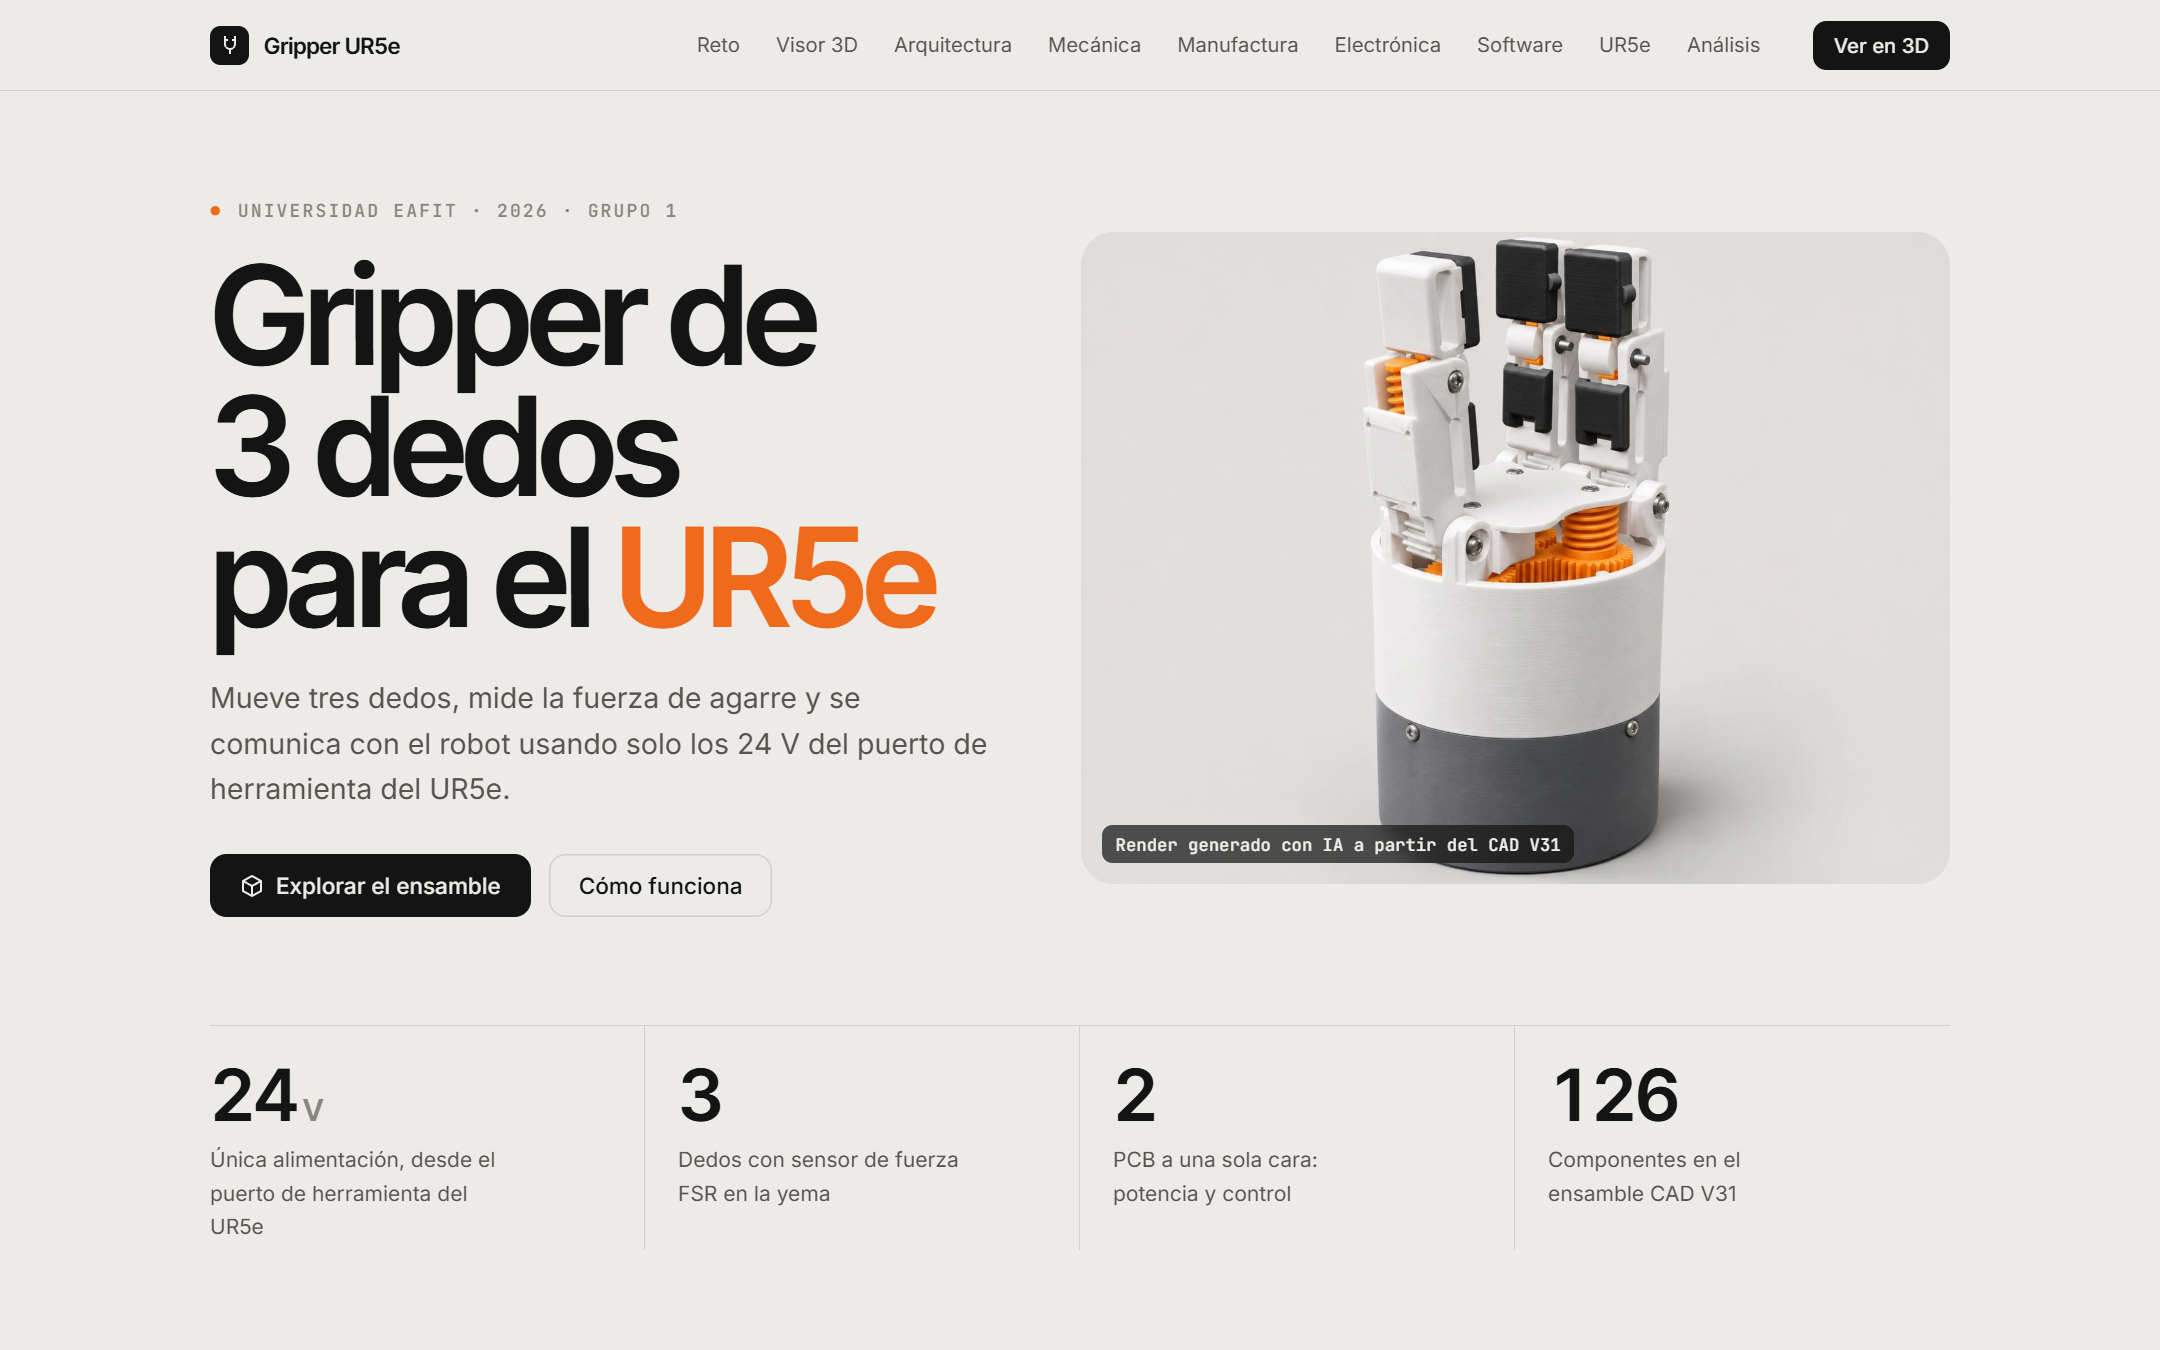 Gripper UR5e
Reto
Visor 3D
Arquitectura
Mecánica
Manufactura
Electrónica
Software
UR5e
Análisis
Ver en 3D
UNIVERSIDAD EAFIT · 2026 · GRUPO 1
Gripper de
3 dedos
para el UR5e
Mueve tres dedos, mide la fuerza de agarre y se
comunica con el robot usando solo los 24 V del puerto de
herramienta del UR5e.
Explorar el ensamble
Cómo funciona
Render generado con IA a partir del CAD V31
24 V
Única alimentación, desde el
puerto de herramienta del
UR5e
3
Dedos con sensor de fuerza
FSR en la yema
2
PCB a una sola cara:
potencia y control
126
Componentes en el
ensamble CAD V31